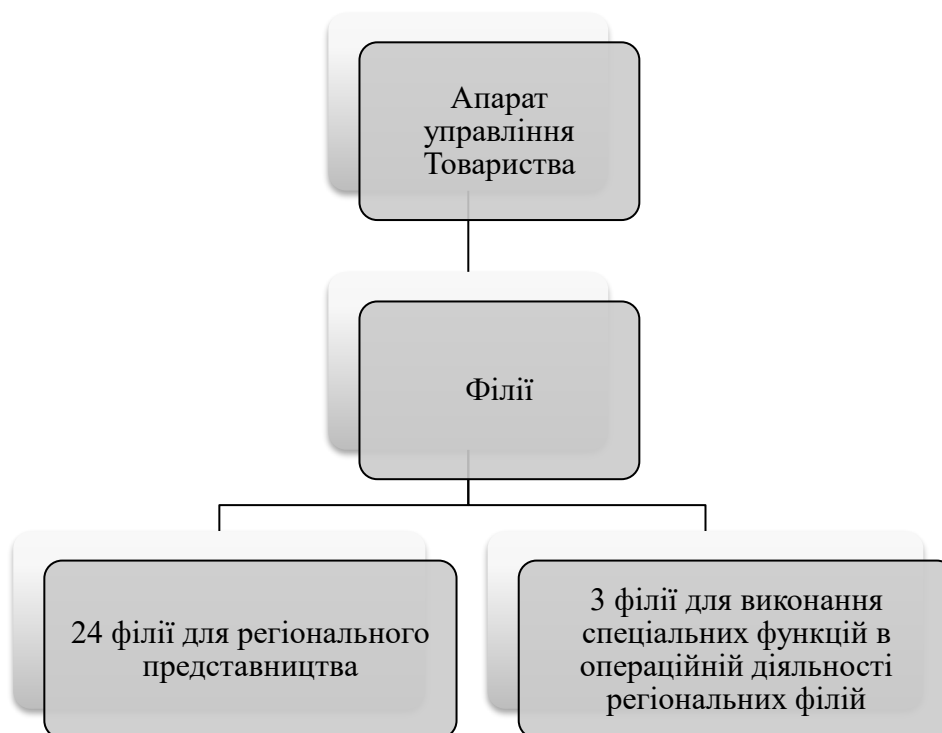 Апарат
управління
Товариства
Філії
24 філії для регіонального
представництва
3 філії для виконання
спеціальних функцій в
операційній діяльності
регіональних філій